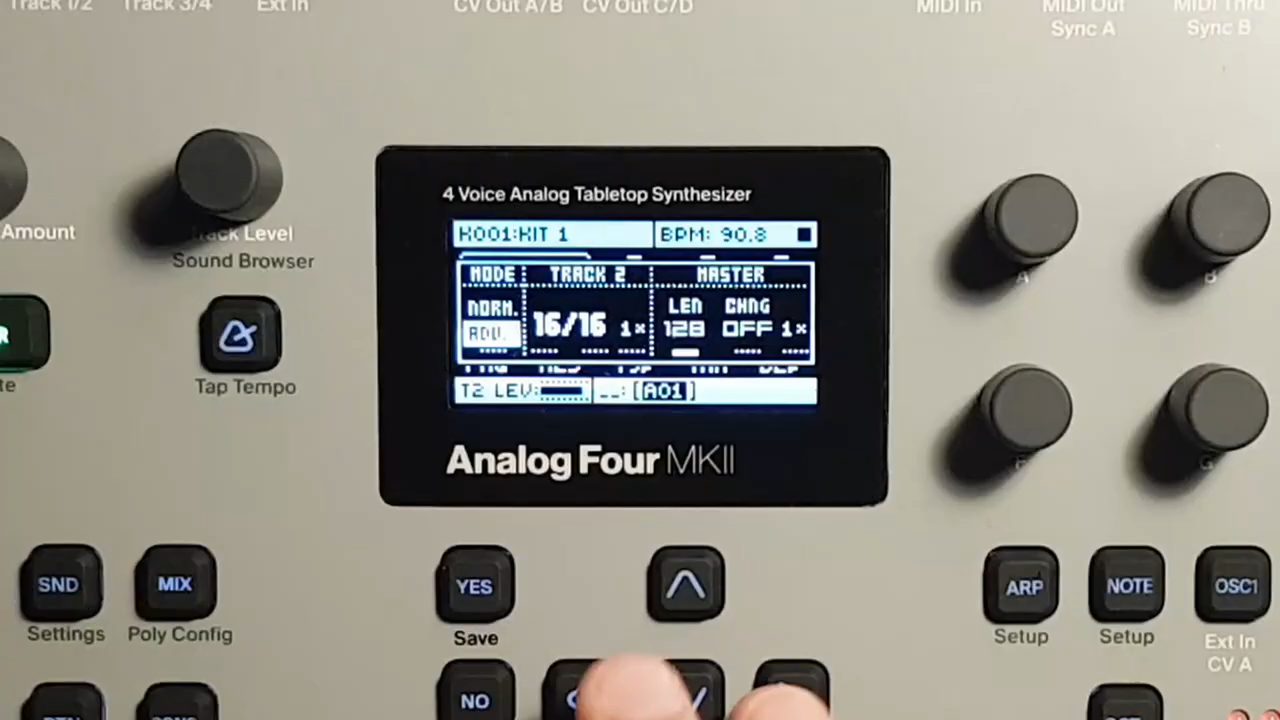 Track 1/2 Track 3/4 Ext In CV Out A/B CV Out C/D MIDI In MIDI Out MIDI Thru
Sync A Sync B
4 Voice Analog Tabletop Synthesizer
K001:KIT 1 BPM: 90.8
MODE TRACK 2 MASTER
NORM. LEN CHNG
ADV. 16/16 1x 128 OFF 1x
T2 LEV: __:[A01]
Analog Four MKII
Amount Track Level
Sound Browser
A B
Tap Tempo
F G
SND MIX YES ARP NOTE OSC1
Settings Poly Config Save Setup Setup Ext In
CV A
NO